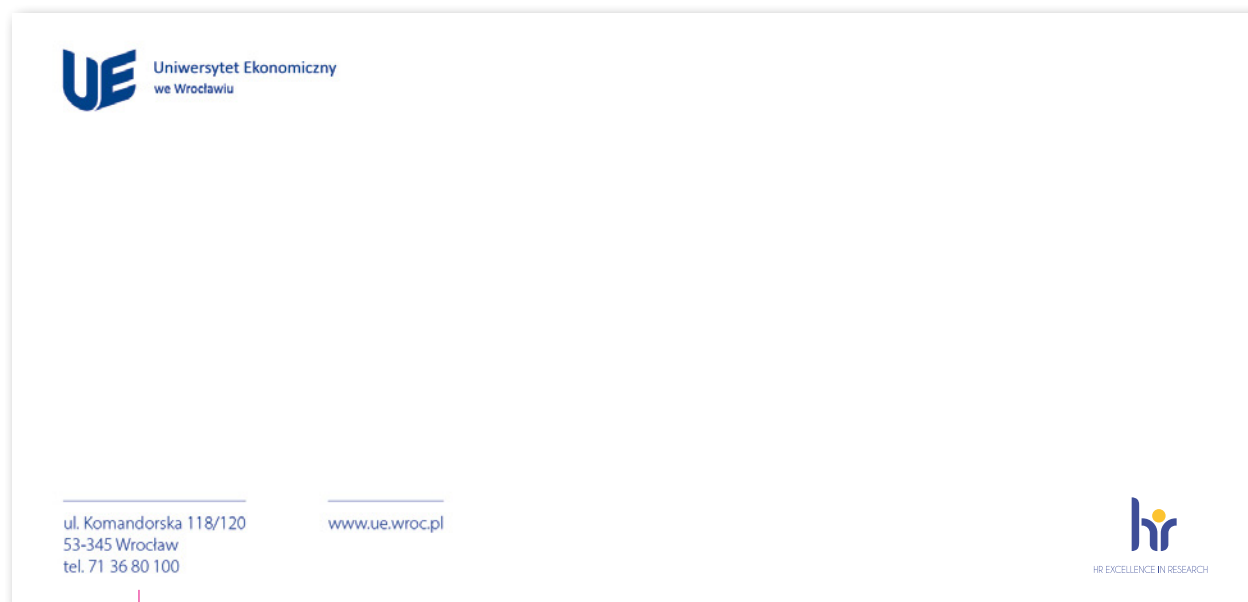 UE
Uniwersytet Ekonomiczny
we Wrocławiu
ul. Komandorska 118/120
53-345 Wrocław
tel. 71 36 80 100
www.ue.wroc.pl
hr
HR EXCELLENCE IN RESEARCH